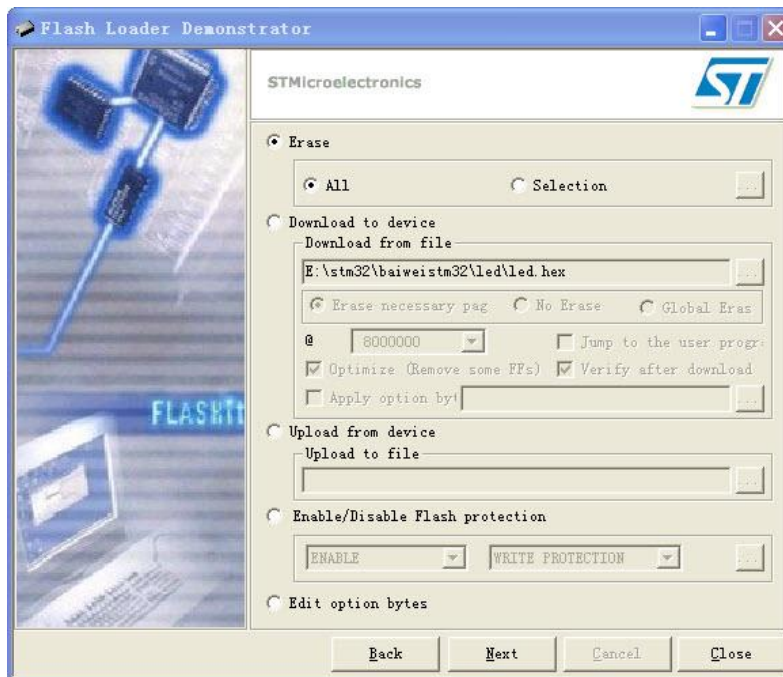 Flash Loader Demonstrator
STMicroelectronics
ST
Erase
All
Selection
...
Download to device
Download from file
E:\stm32\baiweistm32\led\led.hex
...
Erase necessary pag
No Erase
Global Eras
@
8000000
Jump to the user progr
Optimize (Remove some FFs)
Verify after download
Apply option byt
...
FLASHit
Upload from device
Upload to file
...
Enable/Disable Flash protection
ENABLE
WRITE PROTECTION
...
Edit option bytes
Back
Next
Cancel
Close